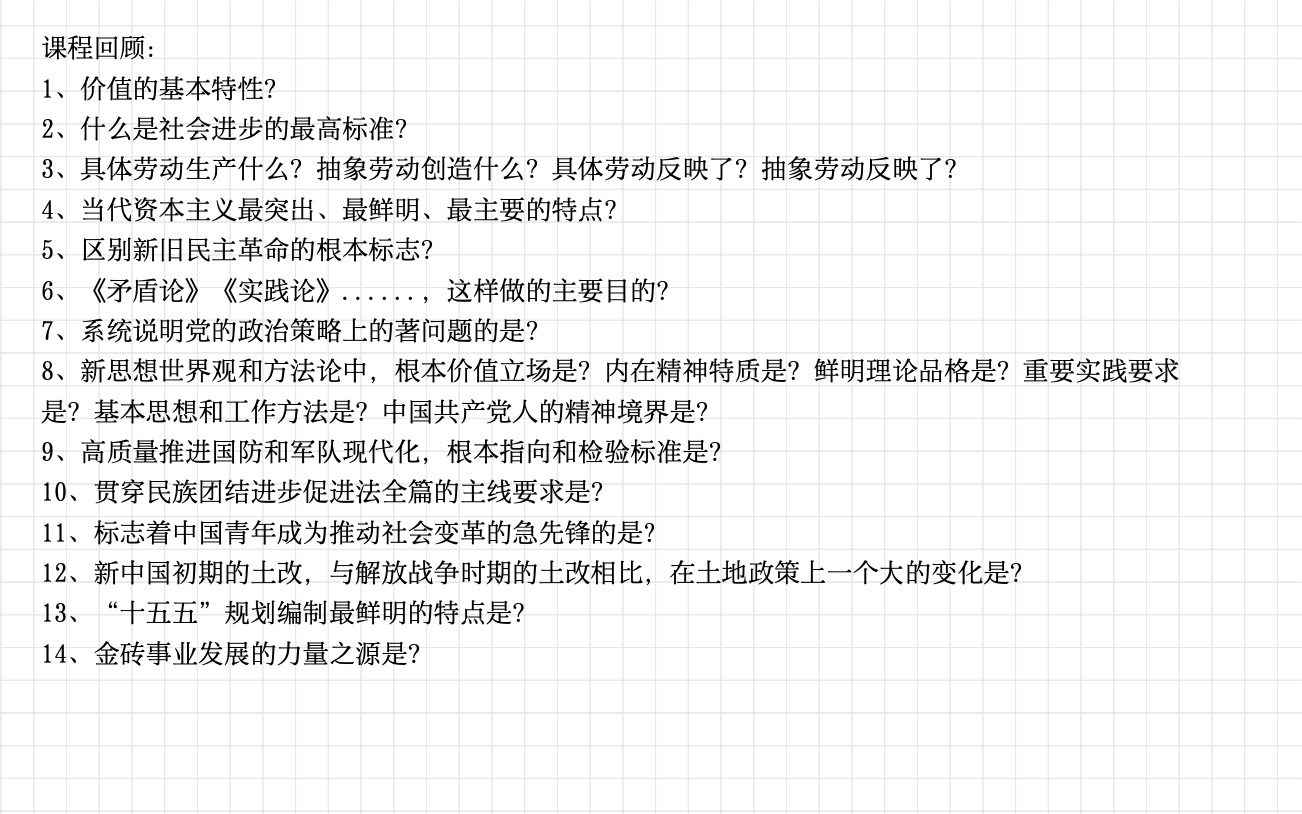 课程回顾：
1、价值的基本特性？
2、什么是社会进步的最高标准？
3、具体劳动生产什么？抽象劳动创造什么？具体劳动反映了？抽象劳动反映了？
4、当代资本主义最突出、最鲜明、最主要的特点？
5、区别新旧民主革命的根本标志？
6、《矛盾论》《实践论》......，这样做的主要目的？
7、系统说明党的政治策略上的著问题的是？
8、新思想世界观和方法论中，根本价值立场是？内在精神特质是？鲜明理论品格是？重要实践要求
是？基本思想和工作方法是？中国共产党人的精神境界是？
9、高质量推进国防和军队现代化，根本指向和检验标准是？
10、贯穿民族团结进步促进法全篇的主线要求是？
11、标志着中国青年成为推动社会变革的急先锋的是？
12、新中国初期的土改，与解放战争时期的土改相比，在土地政策上一个大的变化是？
13、“十五五”规划编制最鲜明的特点是？
14、金砖事业发展的力量之源是？